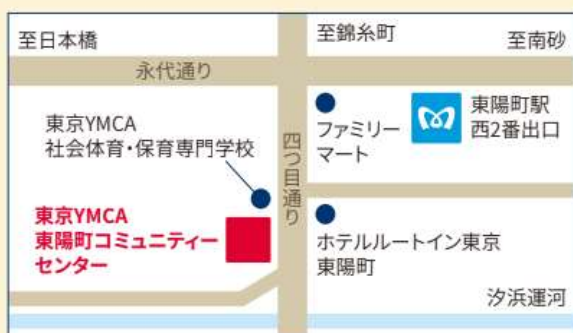 至日本橋
至錦糸町
至南砂
永代通り
東京YMCA
社会体育・保育専門学校
四つ目通り
ファミリー
マート
東陽町駅
西2番出口
東京YMCA
東陽町コミュニティー
センター
ホテルルートイン東京
東陽町
汐浜運河